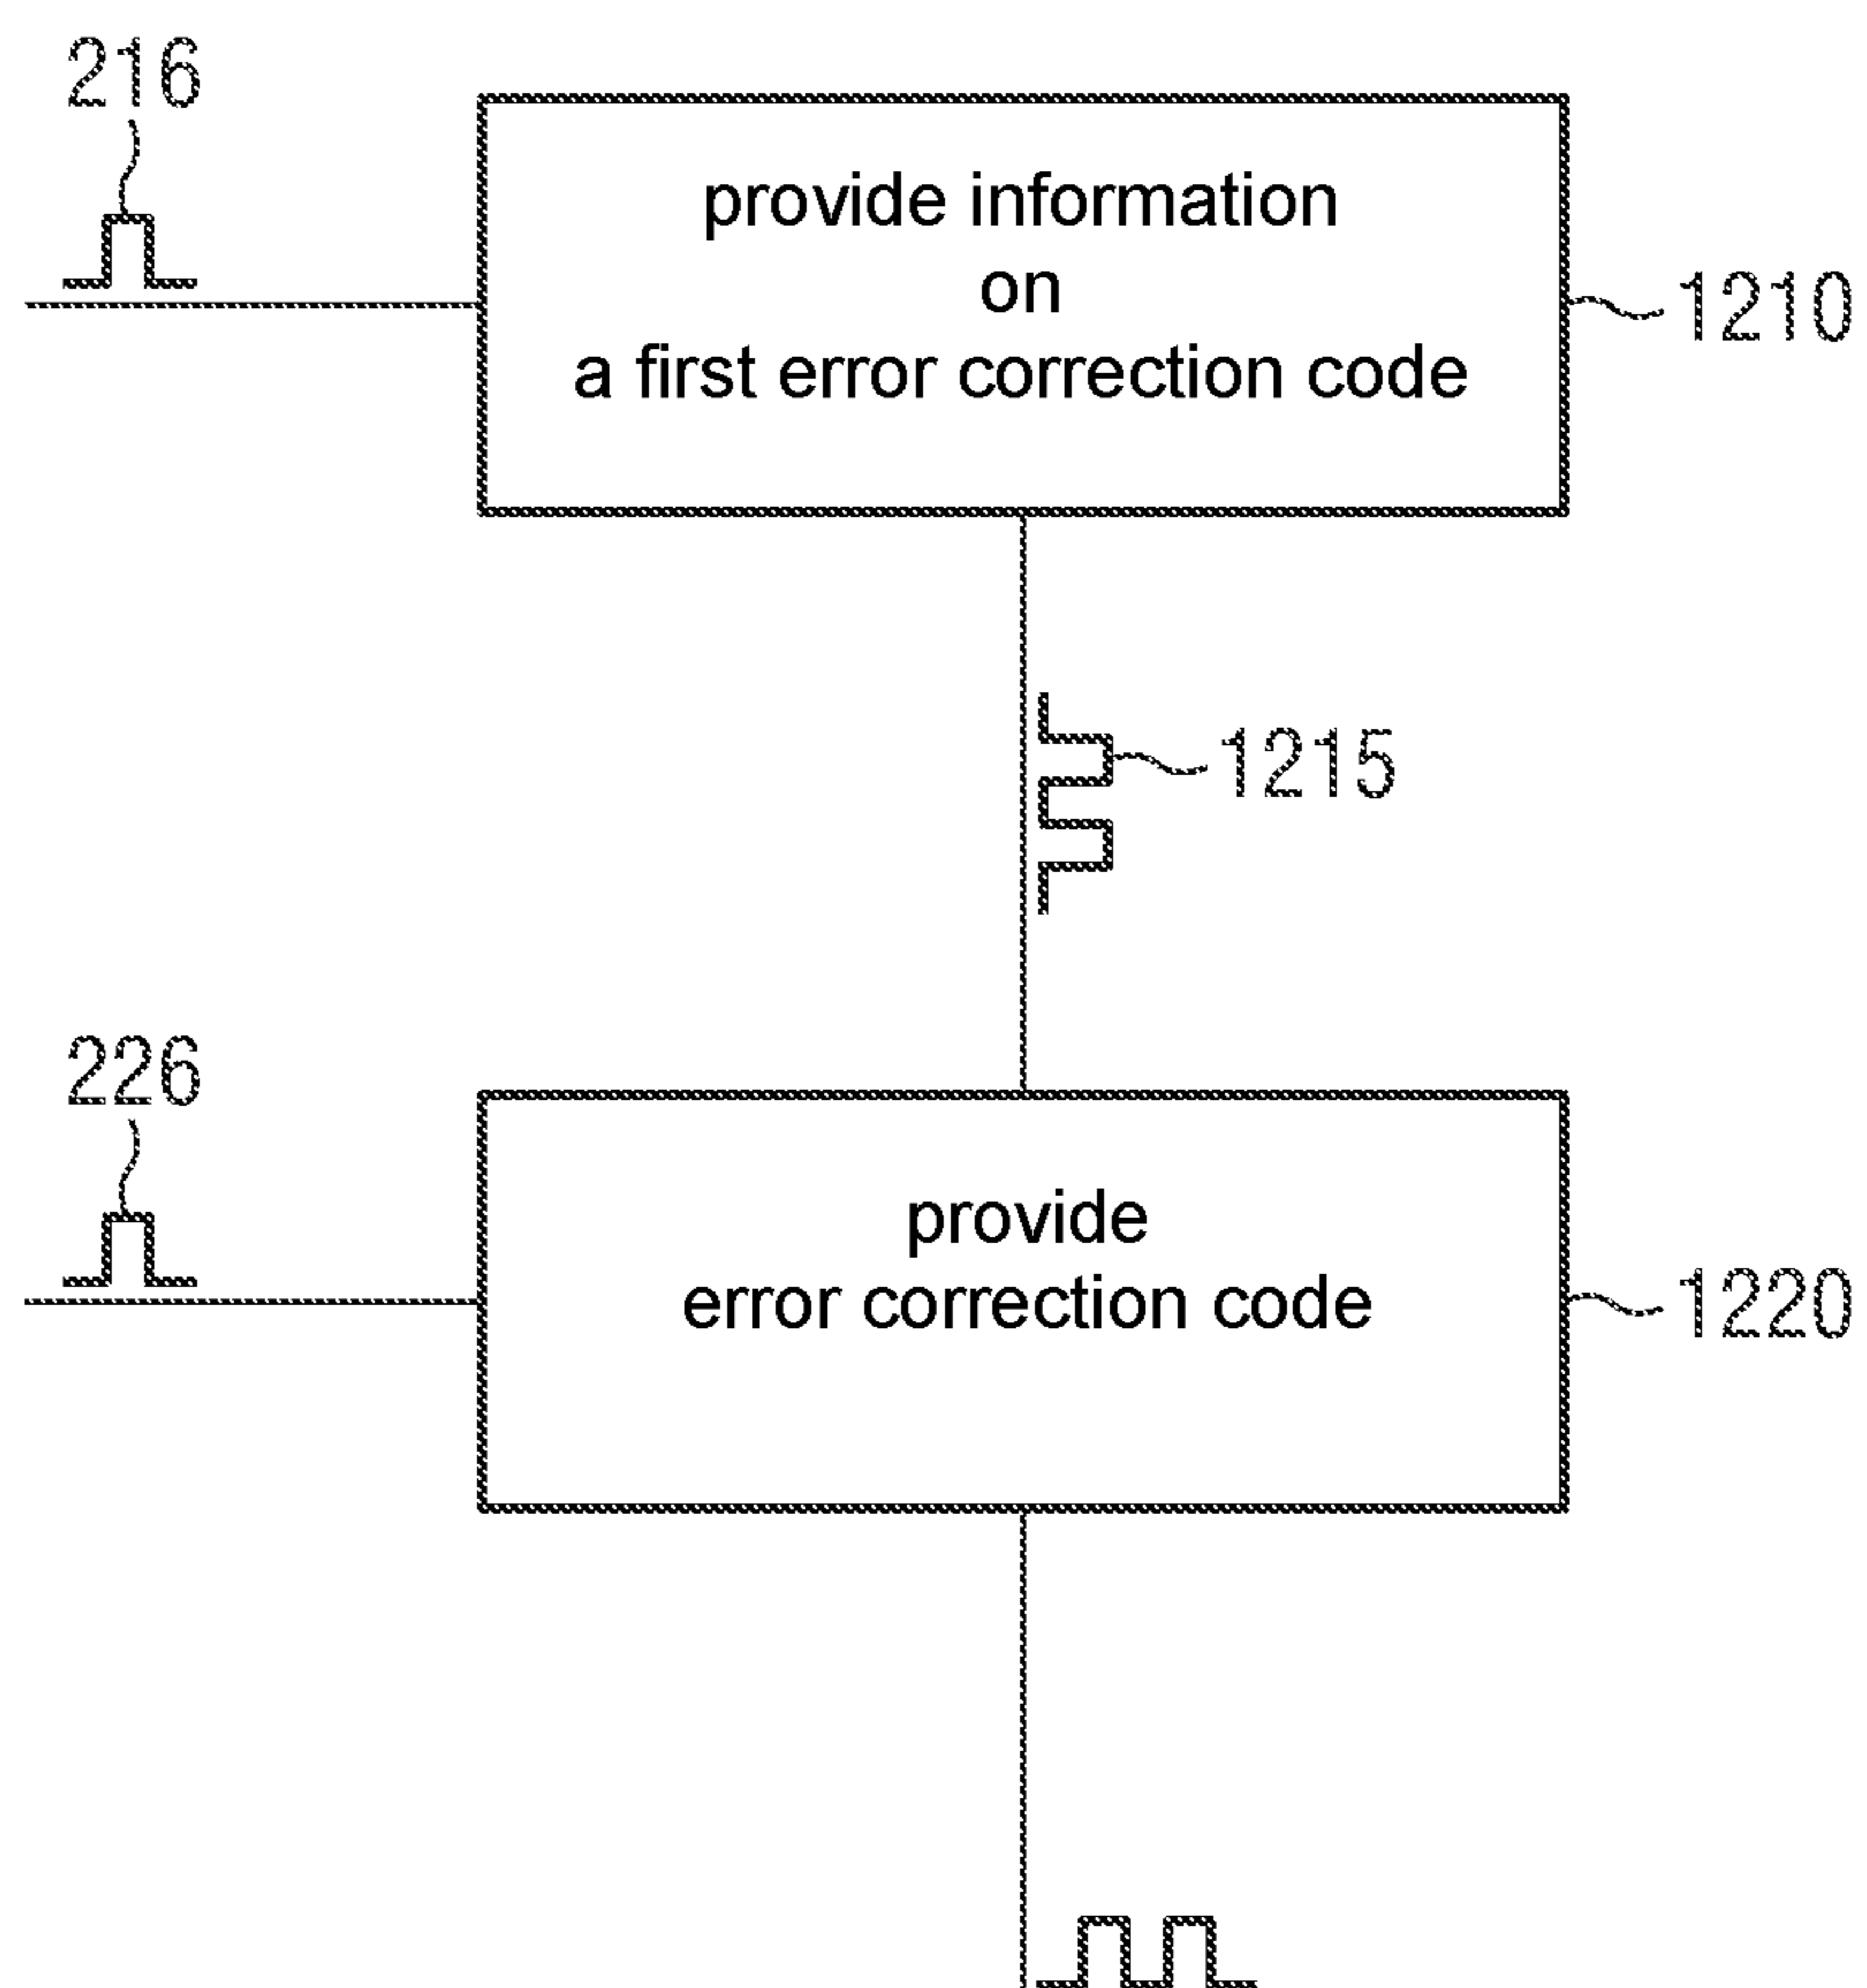 216
provide information
on
a first error correction code
1210
1215
226
provide
error correction code
1220